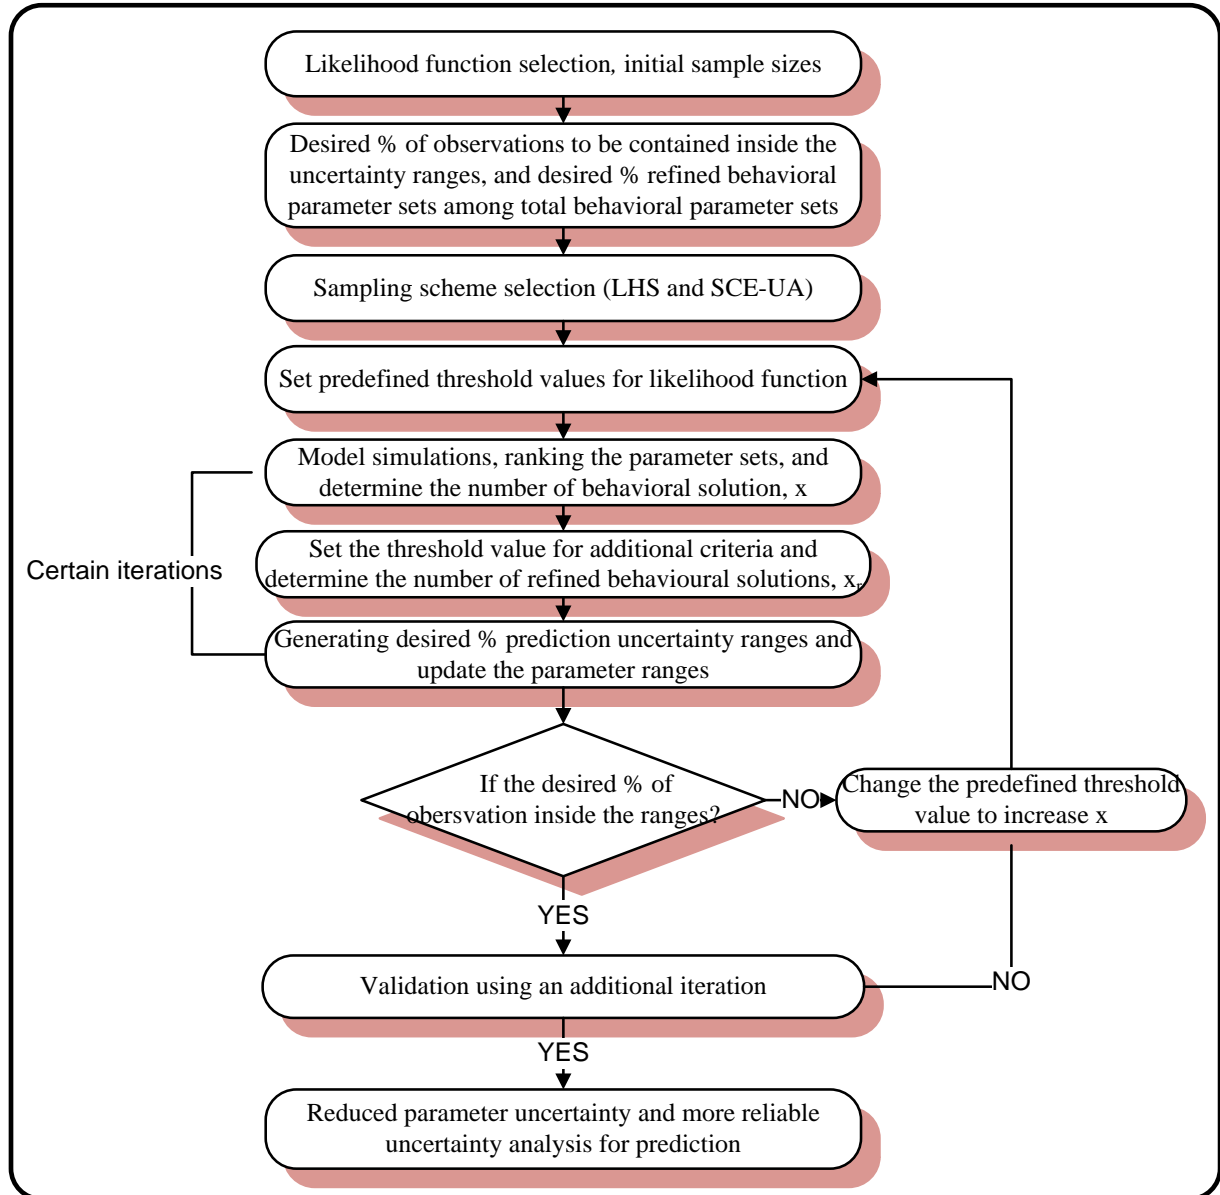 Likelihood function selection, initial sample sizes
Desired % of observations to be contained inside the
uncertainty ranges, and desired % refined behavioral
parameter sets among total behavioral parameter sets
Sampling scheme selection (LHS and SCE-UA)
Set predefined threshold values for likelihood function
Model simulations, ranking the parameter sets, and
determine the number of behavioral solution, x
Certain iterations
Set the threshold value for additional criteria and
determine the number of refined behavioural solutions, xᵣ
Generating desired % prediction uncertainty ranges and
update the parameter ranges
If the desired % of
obersvation inside the ranges?
NO
Change the predefined threshold
value to increase x
YES
Validation using an additional iteration
NO
YES
Reduced parameter uncertainty and more reliable
uncertainty analysis for prediction